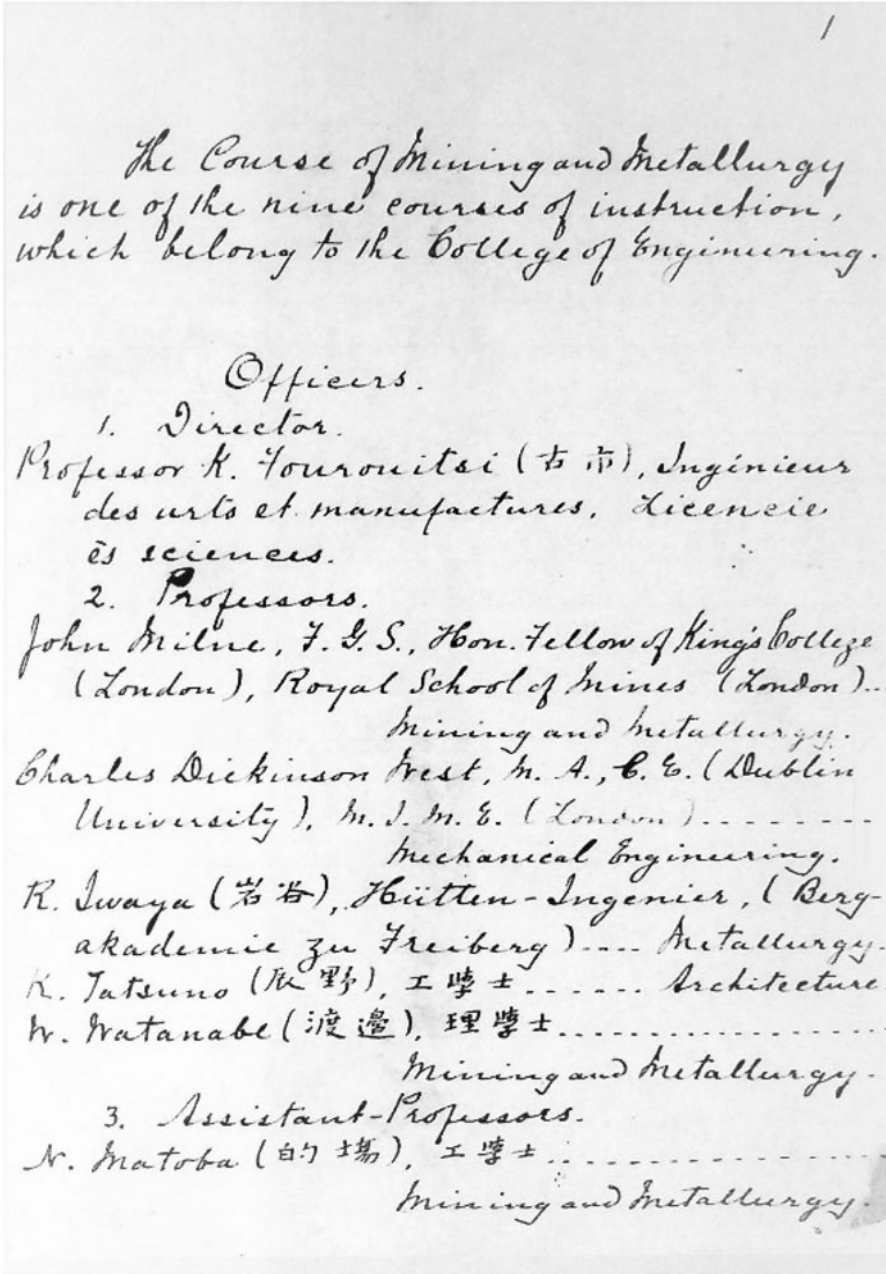 1
The Course of Mining and Metallurgy
is one of the nine courses of instruction,
which belong to the College of Engineering.
Officers.
1. Director.
Professor K. Fourouitsi (古市), Ingénieur
des arts et manufactures, Licencie
ès sciences.
2. Professors.
John Milne, F. G. S., Hon. Fellow of King's College
(London), Royal School of Mines (London)..
Mining and Metallurgy.
Charles Dickinson West, M. A., C. E. (Dublin
University), M. I. M. E. (London)........
Mechanical Engineering.
R. Iwaya (岩谷), Hütten-Ingenier, (Berg-
akademie zu Freiberg).... Metallurgy.
K. Tatsuno (辰野), 工學士...... Architecture
W. Watanabe (渡邊), 理學士.................
Mining and Metallurgy.
3. Assistant-Professors.
N. Matoba (的場), 工學士.................
Mining and Metallurgy.